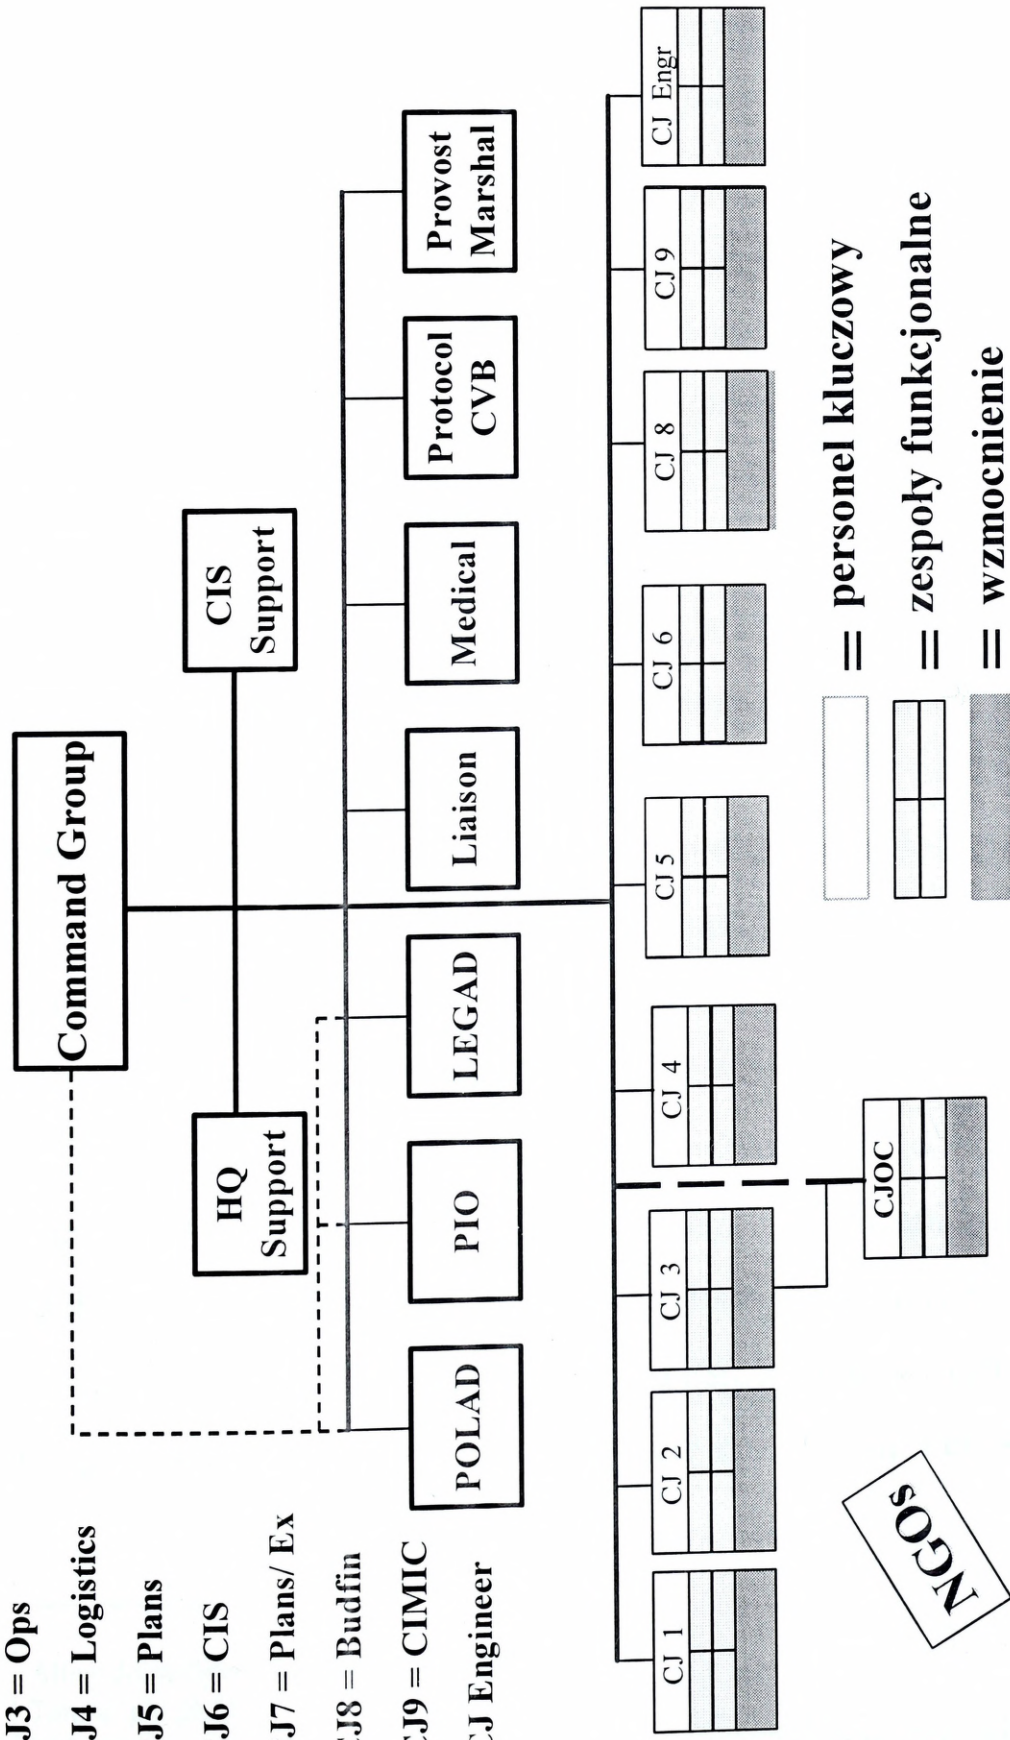 J3 = Ops
J4 = Logistics
J5 = Plans
J6 = CIS
J7 = Plans/ Ex
J8 = Budfin
J9 = CIMIC
CJ Engineer
Command Group
HQ
Support
CIS
Support
POLAD
PIO
LEGAD
Liaison
Medical
Protocol
CVB
Provost
Marshal
CJ 1
CJ 2
CJ 3
CJ 4
CJ 5
CJ 6
CJ 8
CJ 9
CJ Engr
CJOC
NGOs
= personel kluczowy
= zespoły funkcjonalne
= wzmocnienie